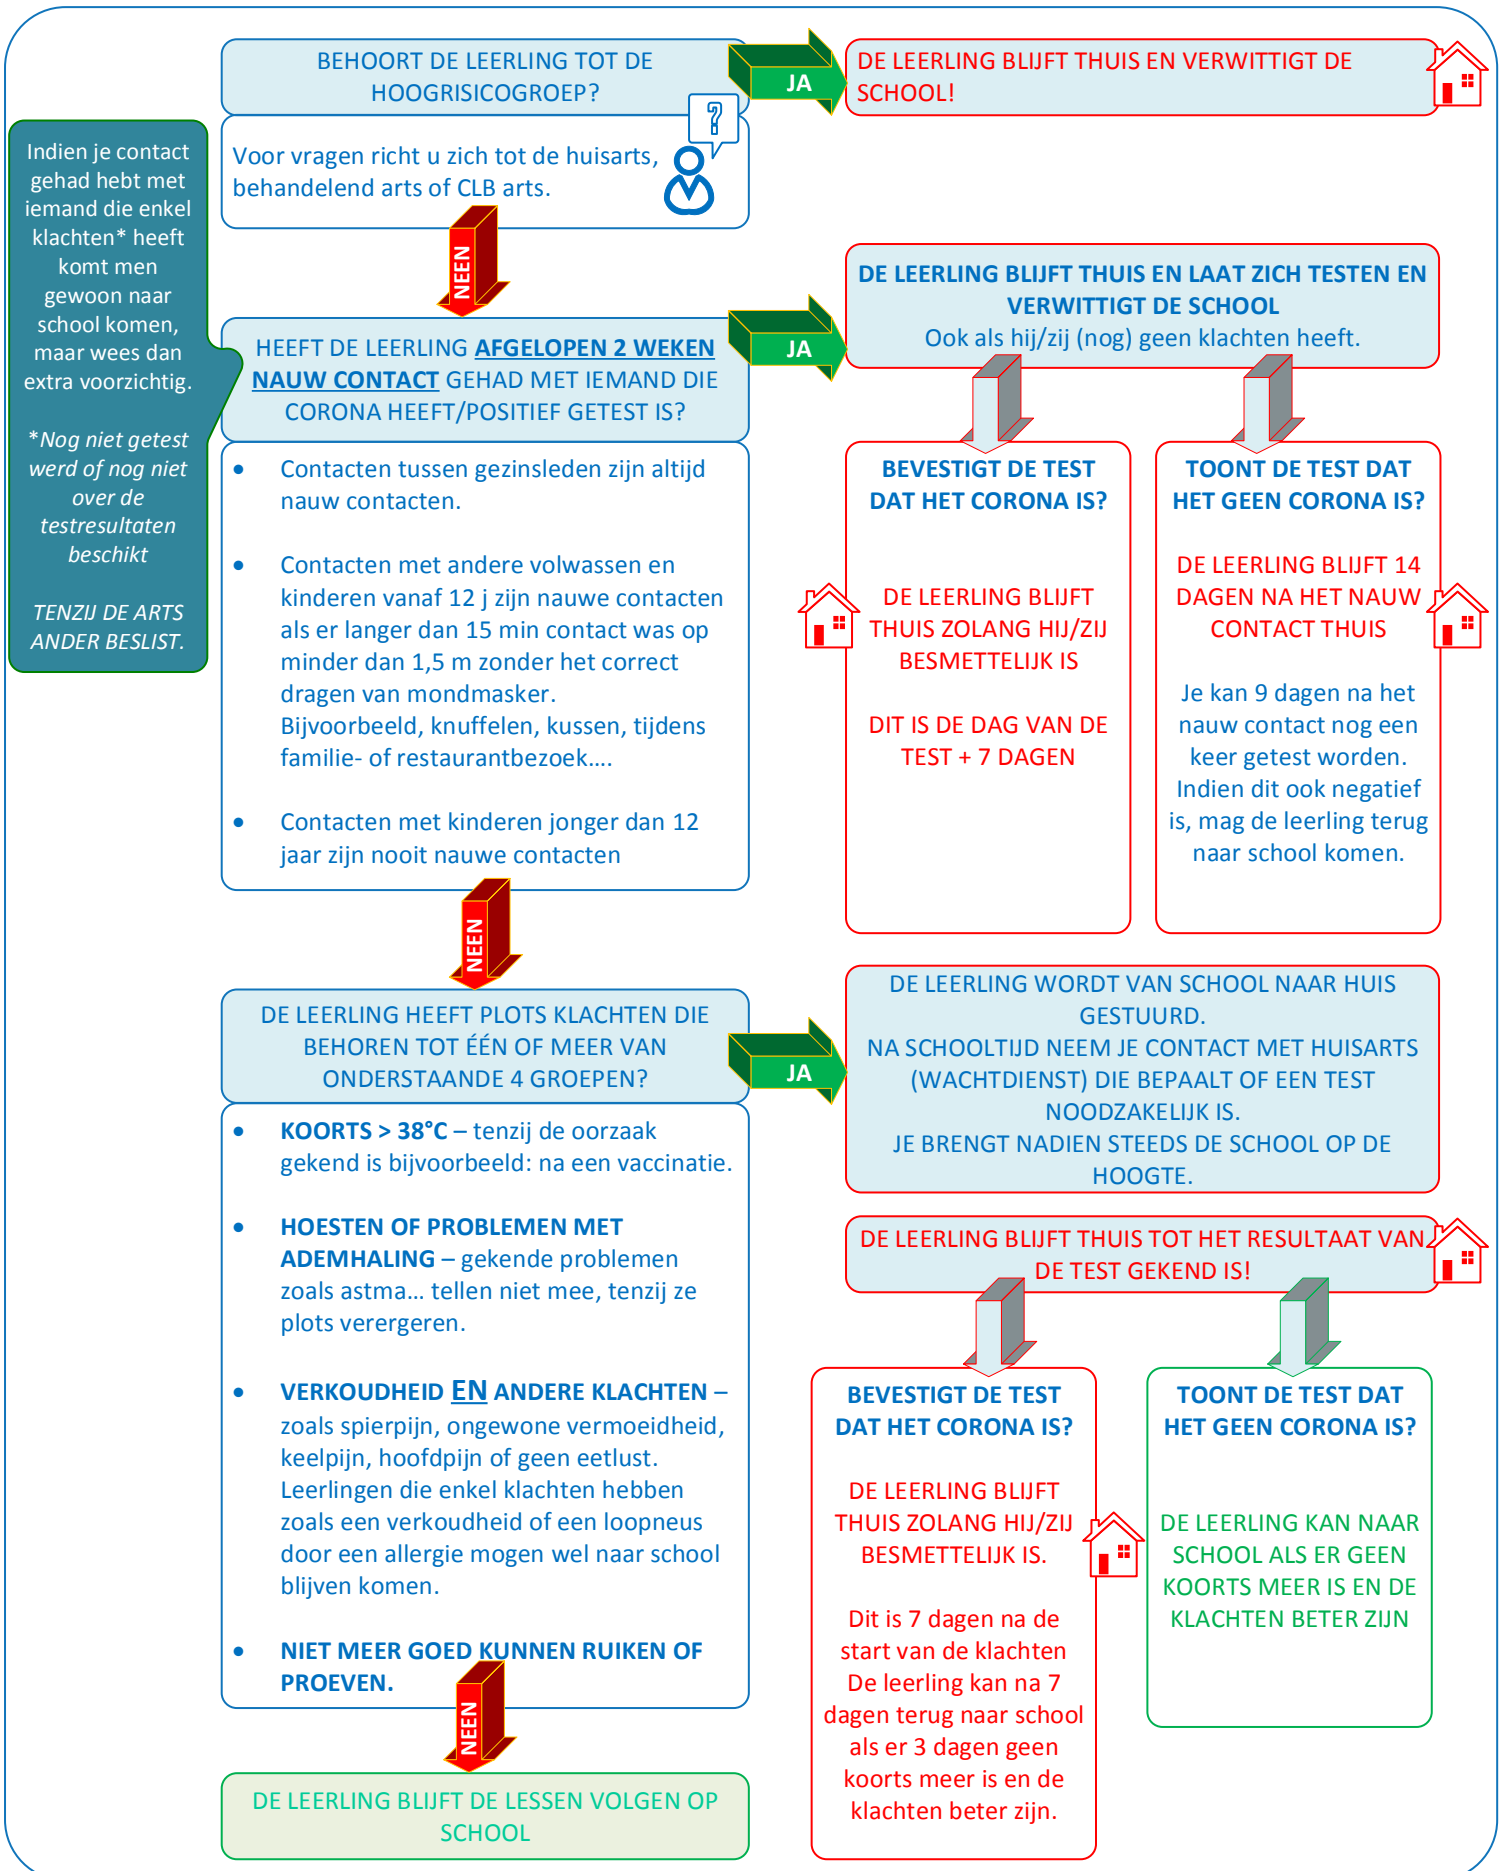 BEHOORT DE LEERLING TOT DE
HOOGRISICOGROEP?
JA
DE LEERLING BLIJFT THUIS EN VERWITTIGT DE
SCHOOL!
?
Voor vragen richt u zich tot de huisarts,
behandelend arts of CLB arts.
Indien je contact
gehad hebt met
iemand die enkel
klachten* heeft
komt men
gewoon naar
school komen,
maar wees dan
extra voorzichtig.
*Nog niet getest
werd of nog niet
over de
testresultaten
beschikt
TENZIJ DE ARTS
ANDER BESLIST.
NEEN
HEEFT DE LEERLING AFGELOPEN 2 WEKEN
NAUW CONTACT GEHAD MET IEMAND DIE
CORONA HEEFT/POSITIEF GETEST IS?
JA
DE LEERLING BLIJFT THUIS EN LAAT ZICH TESTEN EN
VERWITTIGT DE SCHOOL
Ook als hij/zij (nog) geen klachten heeft.
• Contacten tussen gezinsleden zijn altijd
nauw contacten.
• Contacten met andere volwassen en
kinderen vanaf 12 j zijn nauwe contacten
als er langer dan 15 min contact was op
minder dan 1,5 m zonder het correct
dragen van mondmasker.
Bijvoorbeeld, knuffelen, kussen, tijdens
familie- of restaurantbezoek....
• Contacten met kinderen jonger dan 12
jaar zijn nooit nauwe contacten
BEVESTIGT DE TEST
DAT HET CORONA IS?
DE LEERLING BLIJFT
THUIS ZOLANG HIJ/ZIJ
BESMETTELIJK IS
DIT IS DE DAG VAN DE
TEST + 7 DAGEN
TOONT DE TEST DAT
HET GEEN CORONA IS?
DE LEERLING BLIJFT 14
DAGEN NA HET NAUW
CONTACT THUIS
Je kan 9 dagen na het
nauw contact nog een
keer getest worden.
Indien dit ook negatief
is, mag de leerling terug
naar school komen.
NEEN
DE LEERLING HEEFT PLOTS KLACHTEN DIE
BEHOREN TOT ÉÉN OF MEER VAN
ONDERSTAANDE 4 GROEPEN?
JA
DE LEERLING WORDT VAN SCHOOL NAAR HUIS
GESTUURD.
NA SCHOOLTIJD NEEM JE CONTACT MET HUISARTS
(WACHTDIENST) DIE BEPAALT OF EEN TEST
NOODZAKELIJK IS.
JE BRENGT NADIEN STEEDS DE SCHOOL OP DE
HOOGTE.
• KOORTS > 38°C – tenzij de oorzaak
gekend is bijvoorbeeld: na een vaccinatie.
• HOESTEN OF PROBLEMEN MET
ADEMHALING – gekende problemen
zoals astma… tellen niet mee, tenzij ze
plots verergeren.
• VERKOUDHEID EN ANDERE KLACHTEN –
zoals spierpijn, ongewone vermoeidheid,
keelpijn, hoofdpijn of geen eetlust.
Leerlingen die enkel klachten hebben
zoals een verkoudheid of een loopneus
door een allergie mogen wel naar school
blijven komen.
• NIET MEER GOED KUNNEN RUIKEN OF
PROEVEN.
DE LEERLING BLIJFT THUIS TOT HET RESULTAAT VAN
DE TEST GEKEND IS!
BEVESTIGT DE TEST
DAT HET CORONA IS?
DE LEERLING BLIJFT
THUIS ZOLANG HIJ/ZIJ
BESMETTELIJK IS.
Dit is 7 dagen na de
start van de klachten
De leerling kan na 7
dagen terug naar school
als er 3 dagen geen
koorts meer is en de
klachten beter zijn.
TOONT DE TEST DAT
HET GEEN CORONA IS?
DE LEERLING KAN NAAR
SCHOOL ALS ER GEEN
KOORTS MEER IS EN DE
KLACHTEN BETER ZIJN
NEEN
DE LEERLING BLIJFT DE LESSEN VOLGEN OP
SCHOOL